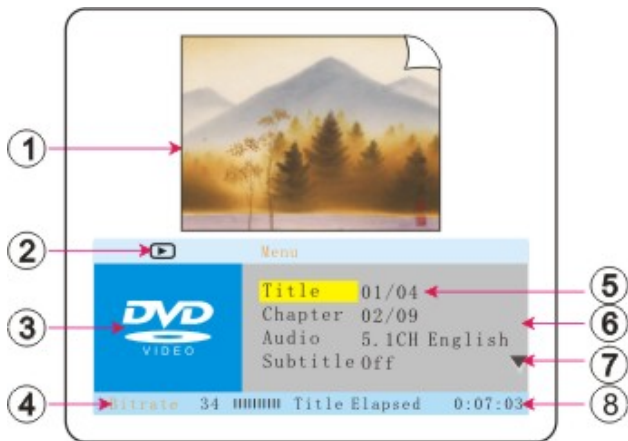 1
2
Menu
Title 01/04
5
Chapter 02/09
6
3
DVD
VIDEO
Audio 5.1CH English
Subtitle Off
7
4
Bitrate 34 Title Elapsed 0:07:03
8